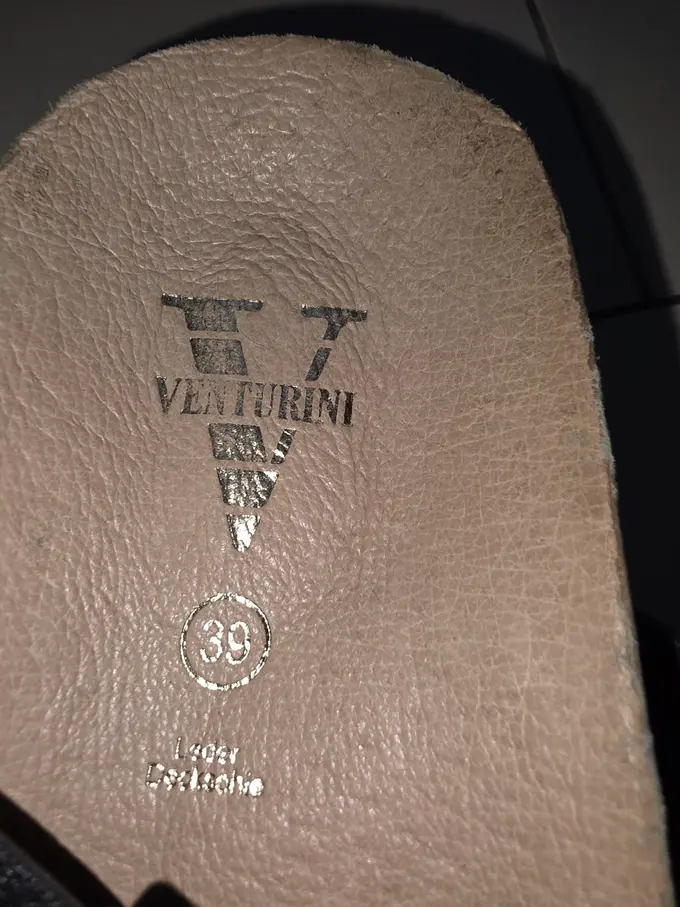 V
VENTURINI
39
Leder
Decksohle